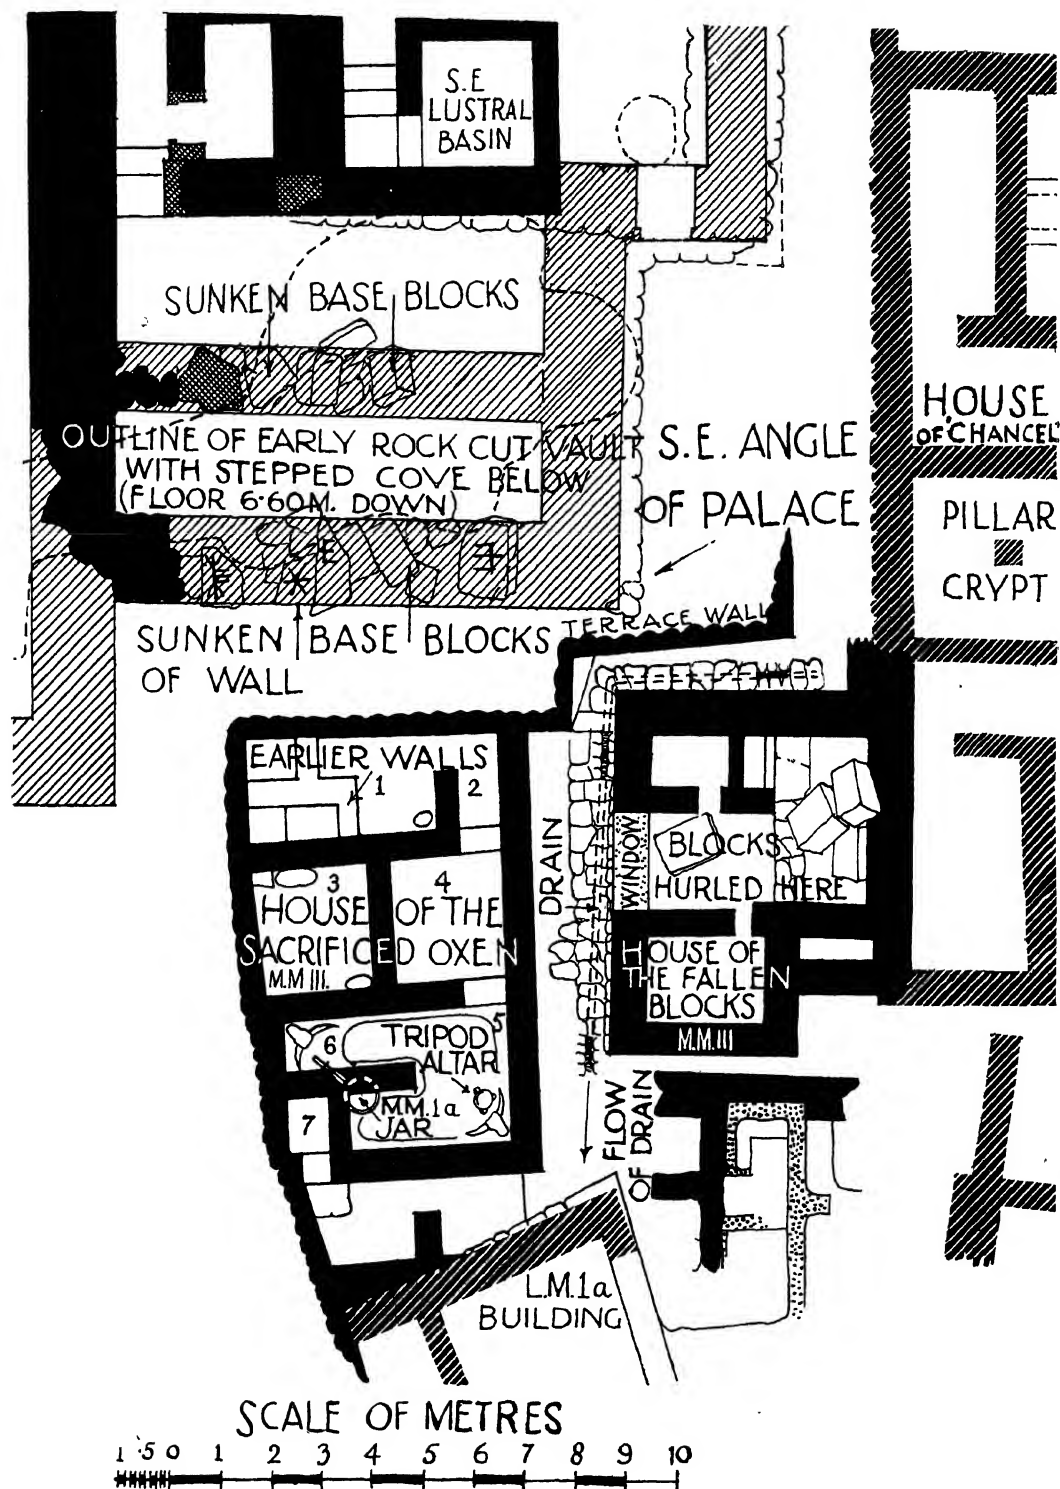 S.E
LUSTRAL
BASIN
SUNKEN BASE BLOCKS
HOUSE
OF 'CHANCEL'
OUTLINE OF EARLY ROCK CUT VAULT
WITH STEPPED COVE BELOW
(FLOOR 6·60M. DOWN)
S.E. ANGLE
OF PALACE
PILLAR
CRYPT
SUNKEN BASE BLOCKS
OF WALL
TERRACE WALL
EARLIER WALLS
1
2
3
4
HOUSE OF THE
SACRIFICED OXEN
M.M III.
DRAIN
WINDOW
BLOCKS
HURLED HERE
HOUSE OF
THE FALLEN
BLOCKS
M.M.III
5
6
TRIPOD
ALTAR
M.M.1a
JAR
7
FLOW
OF DRAIN
L.M.1a
BUILDING
SCALE OF METRES
1 ·5 0 1 2 3 4 5 6 7 8 9 10